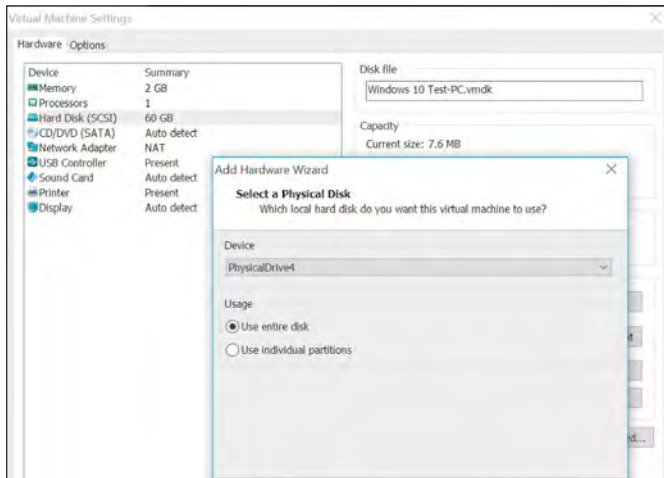 Virtual Machine Settings
Hardware Options
Device Summary
Memory 2 GB
Processors 1
Hard Disk (SCSI) 60 GB
CD/DVD (SATA) Auto detect
Network Adapter NAT
USB Controller Present
Sound Card Auto detect
Printer Present
Display Auto detect
Disk file
Windows 10 Test-PC.vmdk
Capacity
Current size: 7.6 MB
Add Hardware Wizard
Select a Physical Disk
Which local hard disk do you want this virtual machine to use?
Device
PhysicalDrive4
Usage
Use entire disk
Use individual partitions